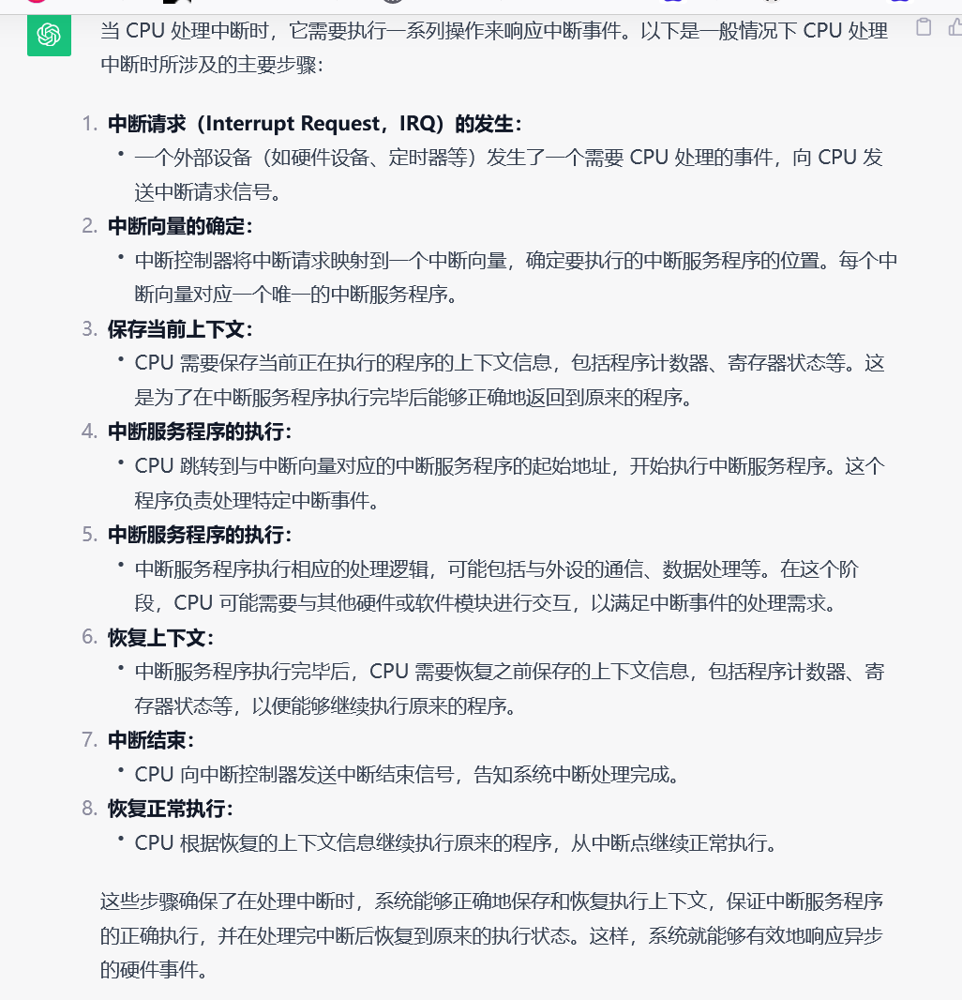 当 CPU 处理中断时，它需要执行一系列操作来响应中断事件。以下是一般情况下 CPU 处理
中断时所涉及的主要步骤：
1. 中断请求（Interrupt Request，IRQ）的发生：
• 一个外部设备（如硬件设备、定时器等）发生了一个需要 CPU 处理的事件，向 CPU 发
送中断请求信号。
2. 中断向量的确定：
• 中断控制器将中断请求映射到一个中断向量，确定要执行的中断服务程序的位置。每个中
断向量对应一个唯一的中断服务程序。
3. 保存当前上下文：
• CPU 需要保存当前正在执行的程序的上下文信息，包括程序计数器、寄存器状态等。这
是为了在中断服务程序执行完毕后能够正确地返回到原来的程序。
4. 中断服务程序的执行：
• CPU 跳转到与中断向量对应的中断服务程序的起始地址，开始执行中断服务程序。这个
程序负责处理特定中断事件。
5. 中断服务程序的执行：
• 中断服务程序执行相应的处理逻辑，可能包括与外设的通信、数据处理等。在这个阶
段，CPU 可能需要与其他硬件或软件模块进行交互，以满足中断事件的处理需求。
6. 恢复上下文：
• 中断服务程序执行完毕后，CPU 需要恢复之前保存的上下文信息，包括程序计数器、寄
存器状态等，以便能够继续执行原来的程序。
7. 中断结束：
• CPU 向中断控制器发送中断结束信号，告知系统中断处理完成。
8. 恢复正常执行：
• CPU 根据恢复的上下文信息继续执行原来的程序，从中断点继续正常执行。
这些步骤确保了在处理中断时，系统能够正确地保存和恢复执行上下文，保证中断服务程序
的正确执行，并在处理完中断后恢复到原来的执行状态。这样，系统就能够有效地响应异步
的硬件事件。